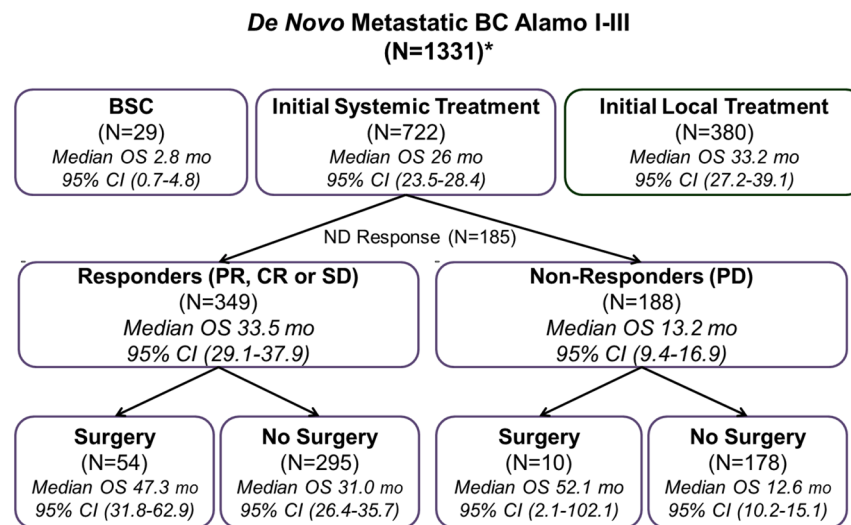 De Novo Metastatic BC Alamo I-III
(N=1331)*
BSC
(N=29)
Median OS 2.8 mo
95% CI (0.7-4.8)
Initial Systemic Treatment
(N=722)
Median OS 26 mo
95% CI (23.5-28.4)
Initial Local Treatment
(N=380)
Median OS 33.2 mo
95% CI (27.2-39.1)
ND Response (N=185)
Responders (PR, CR or SD)
(N=349)
Median OS 33.5 mo
95% CI (29.1-37.9)
Non-Responders (PD)
(N=188)
Median OS 13.2 mo
95% CI (9.4-16.9)
Surgery
(N=54)
Median OS 47.3 mo
95% CI (31.8-62.9)
No Surgery
(N=295)
Median OS 31.0 mo
95% CI (26.4-35.7)
Surgery
(N=10)
Median OS 52.1 mo
95% CI (2.1-102.1)
No Surgery
(N=178)
Median OS 12.6 mo
95% CI (10.2-15.1)